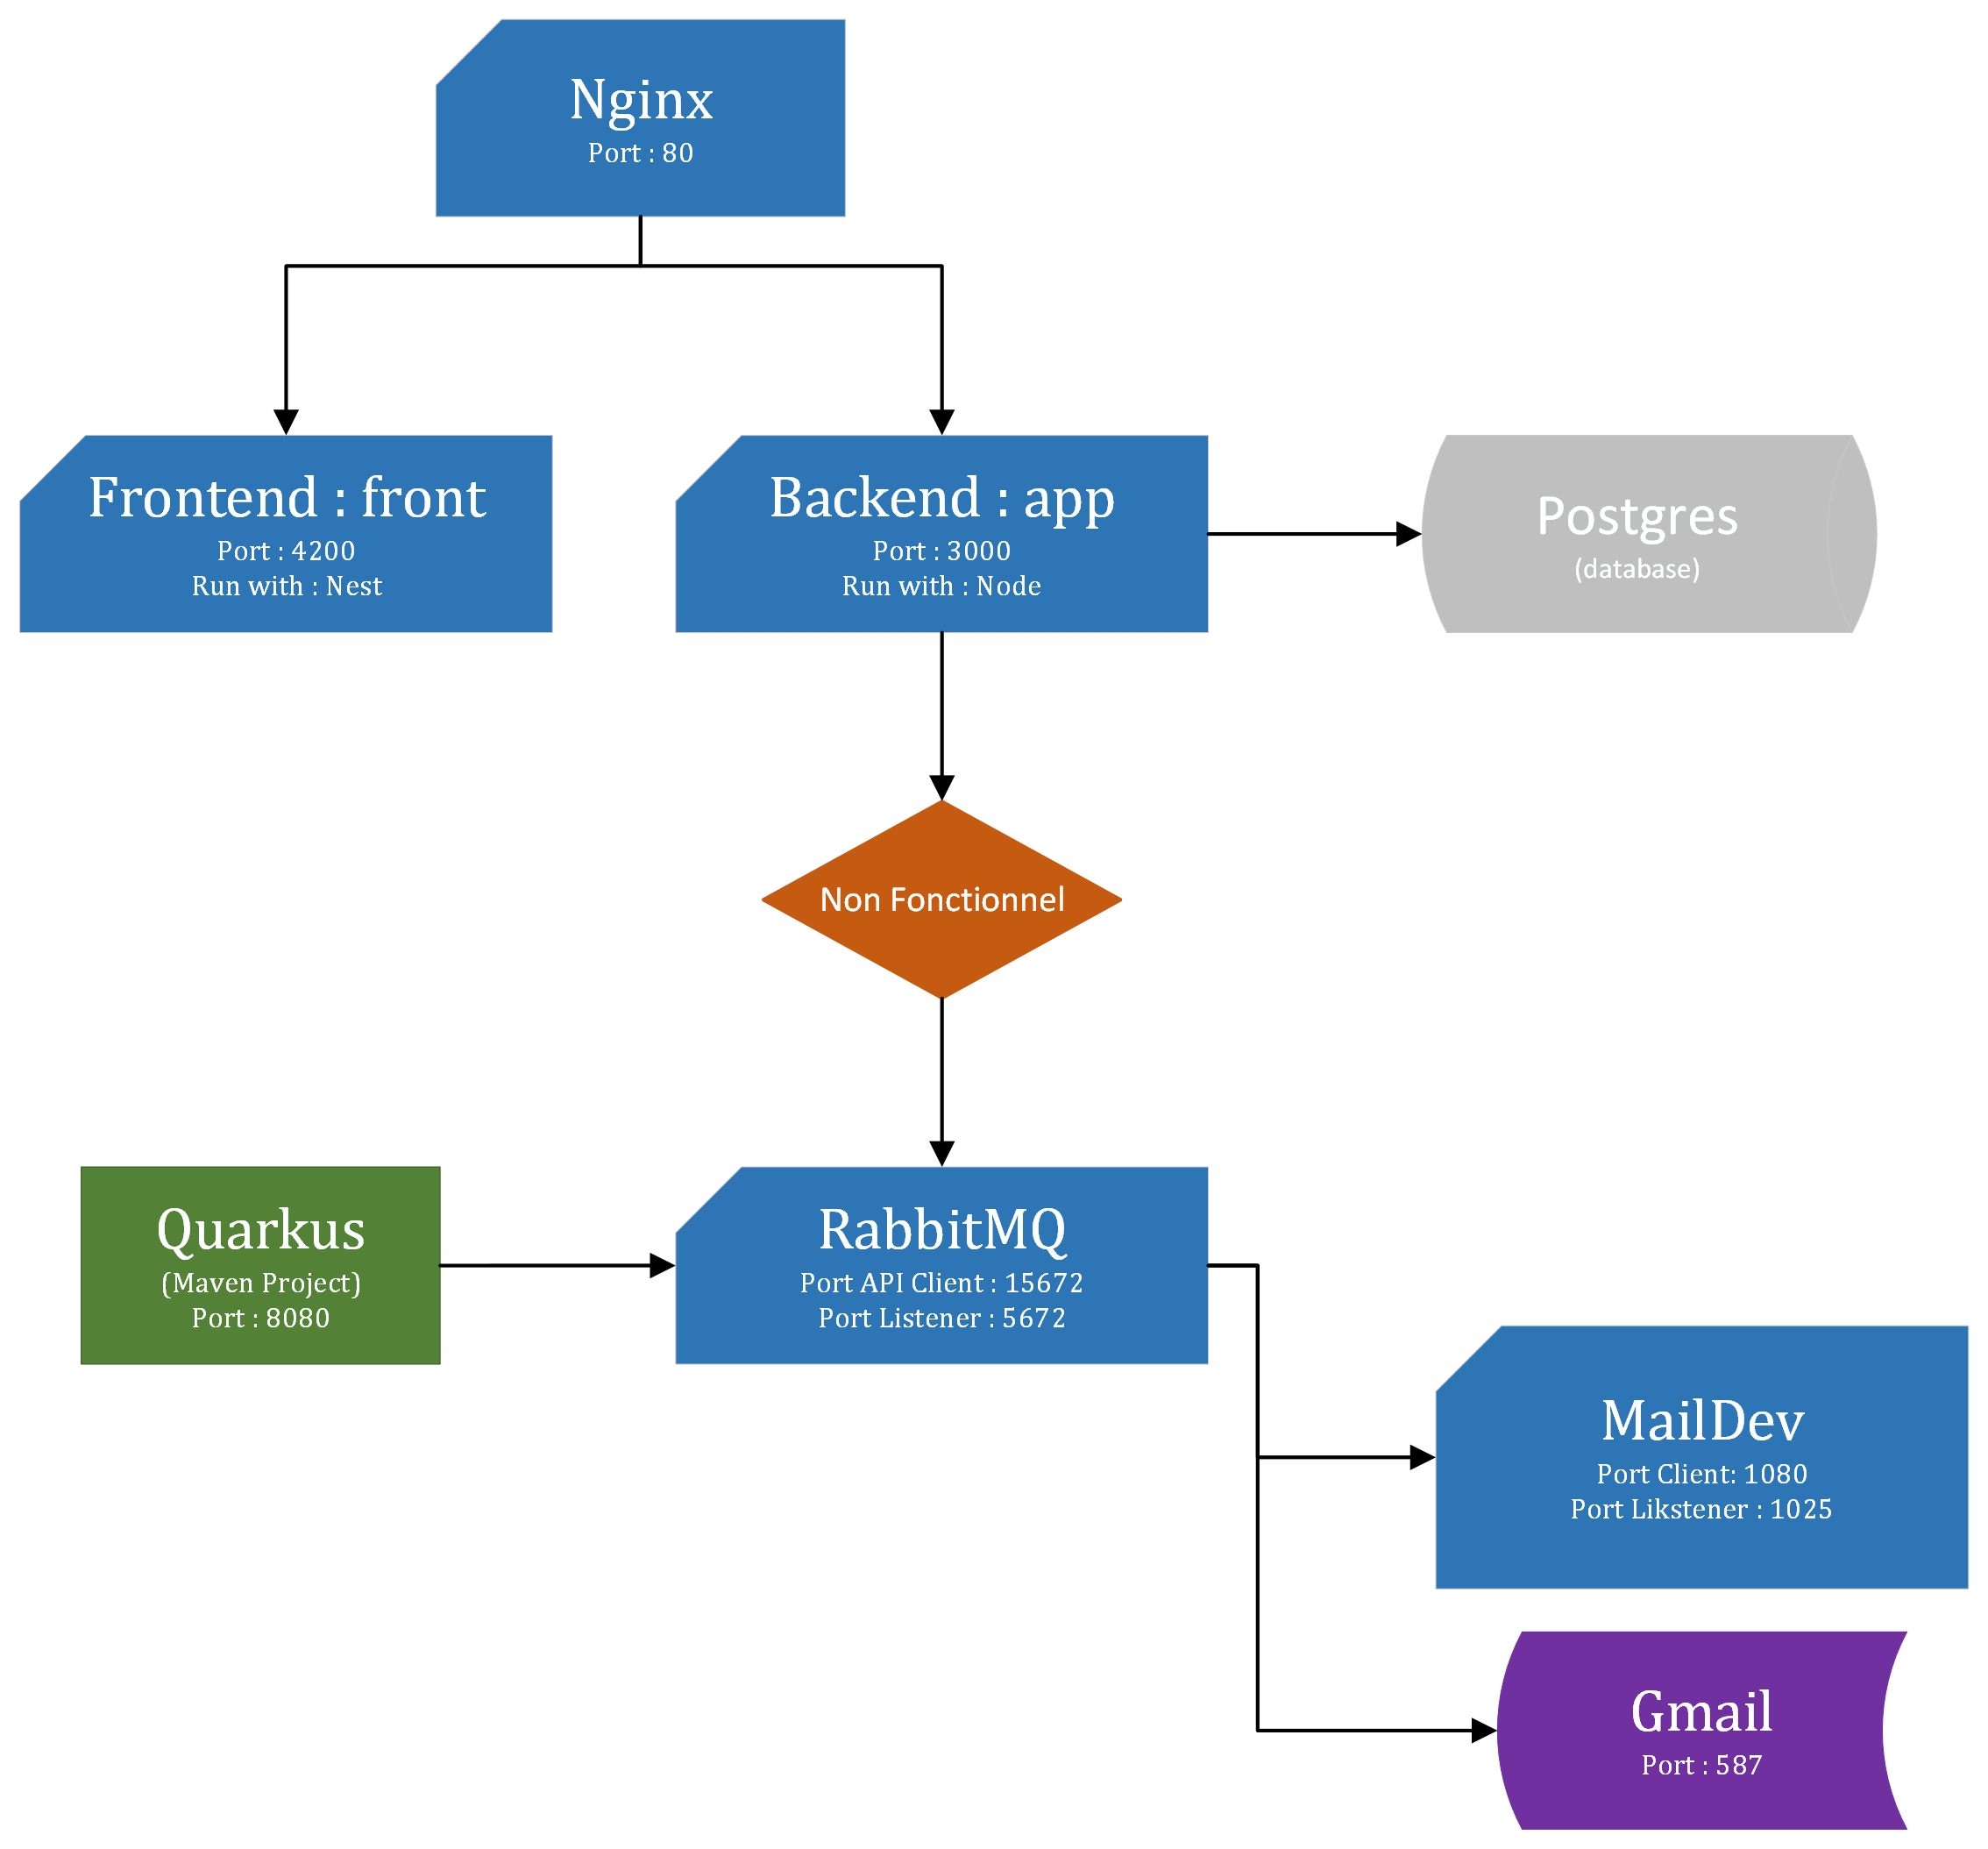 Nginx
Port : 80
Frontend : front
Port : 4200
Run with : Nest
Backend : app
Port : 3000
Run with : Node
Postgres
(database)
Non Fonctionnel
Quarkus
(Maven Project)
Port : 8080
RabbitMQ
Port API Client : 15672
Port Listener : 5672
MailDev
Port Client: 1080
Port Likstener : 1025
Gmail
Port : 587